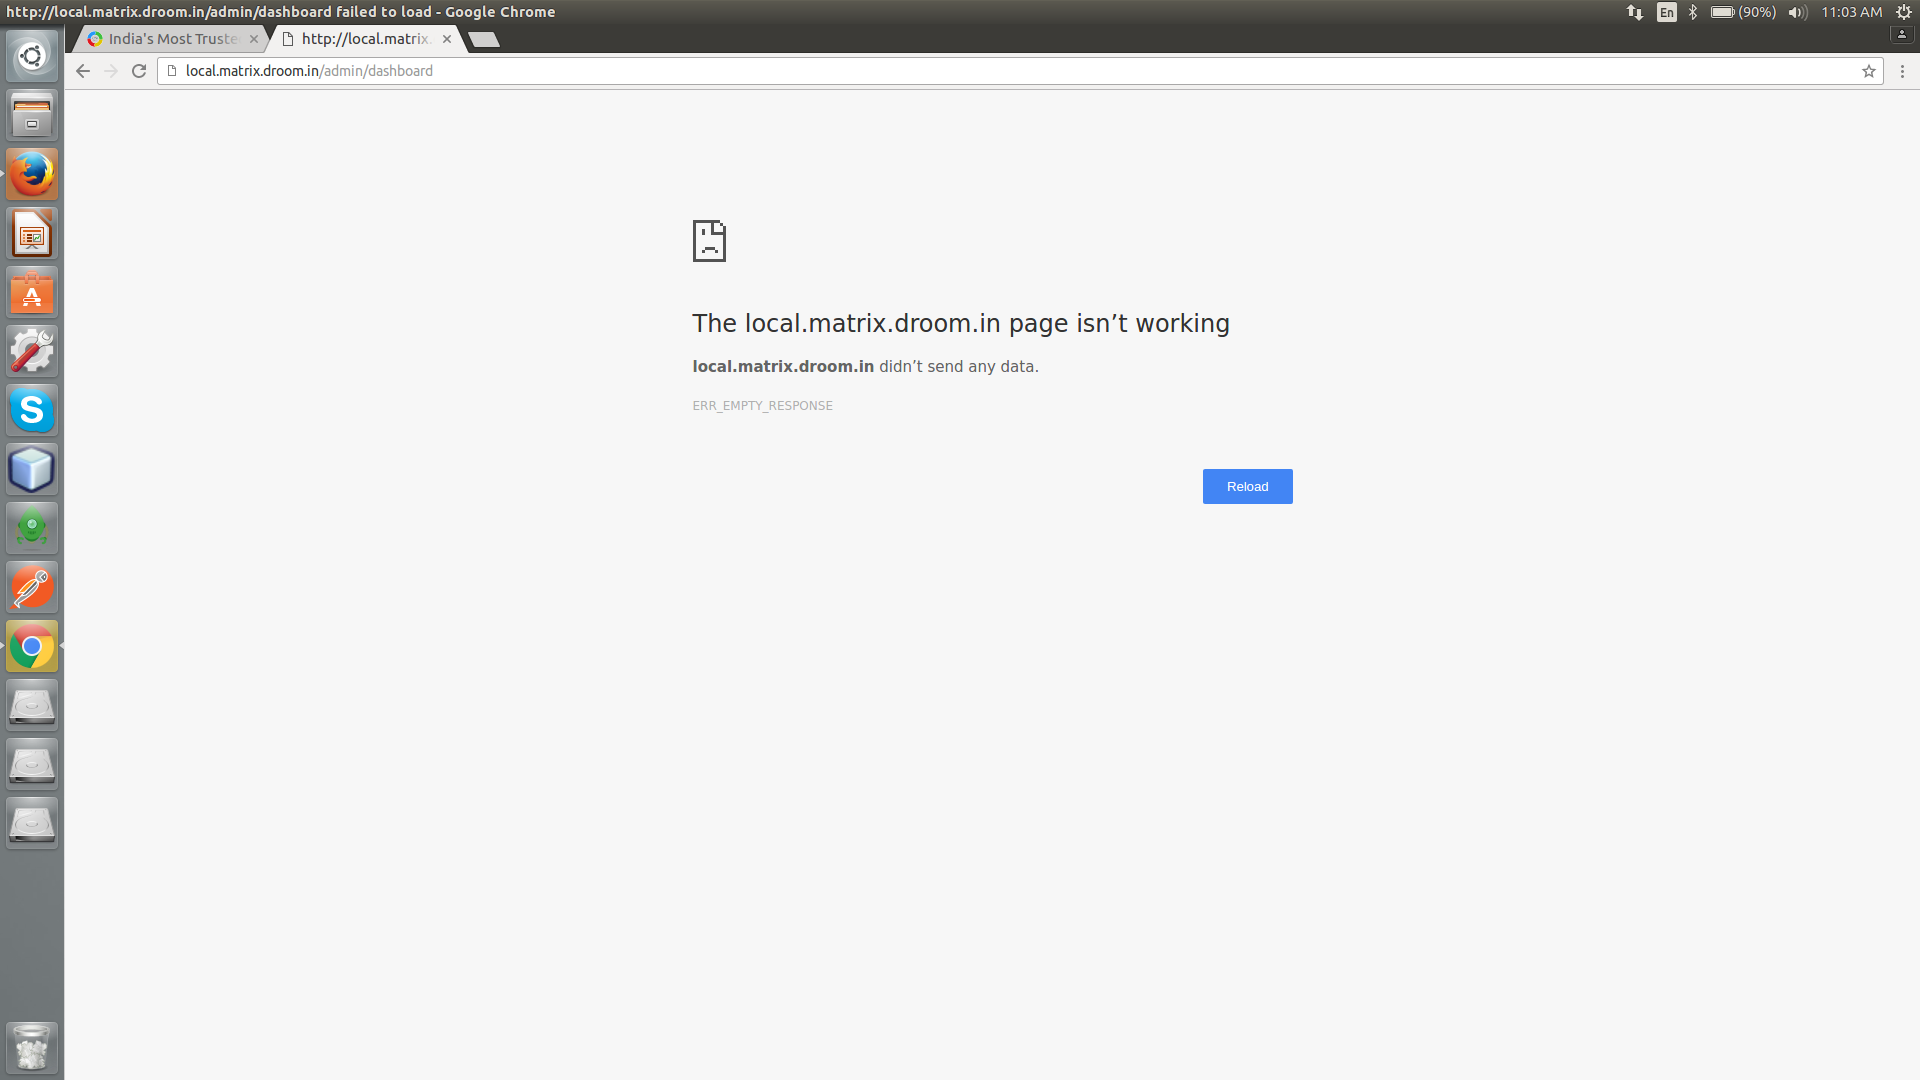 http://local.matrix.droom.in/admin/dashboard failed to load - Google Chrome
En
(90%)
11:03 AM
India's Most Truste
http://local.matrix.
local.matrix.droom.in/admin/dashboard
The local.matrix.droom.in page isn’t working
local.matrix.droom.in didn’t send any data.
ERR_EMPTY_RESPONSE
Reload